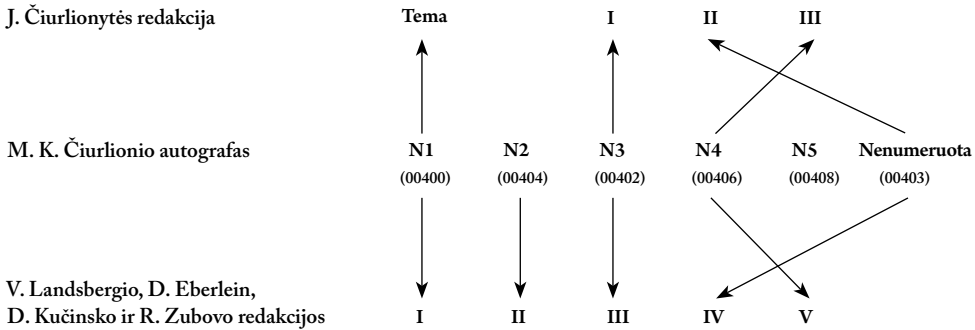 J. Čiurlionytės redakcija Tema I II III
M. K. Čiurlionio autografas N1 N2 N3 N4 N5 Nenumeruota
(00400) (00404) (00402) (00406) (00408) (00403)
V. Landsbergio, D. Eberlein,
D. Kučinsko ir R. Zubovo redakcijos I II III IV V